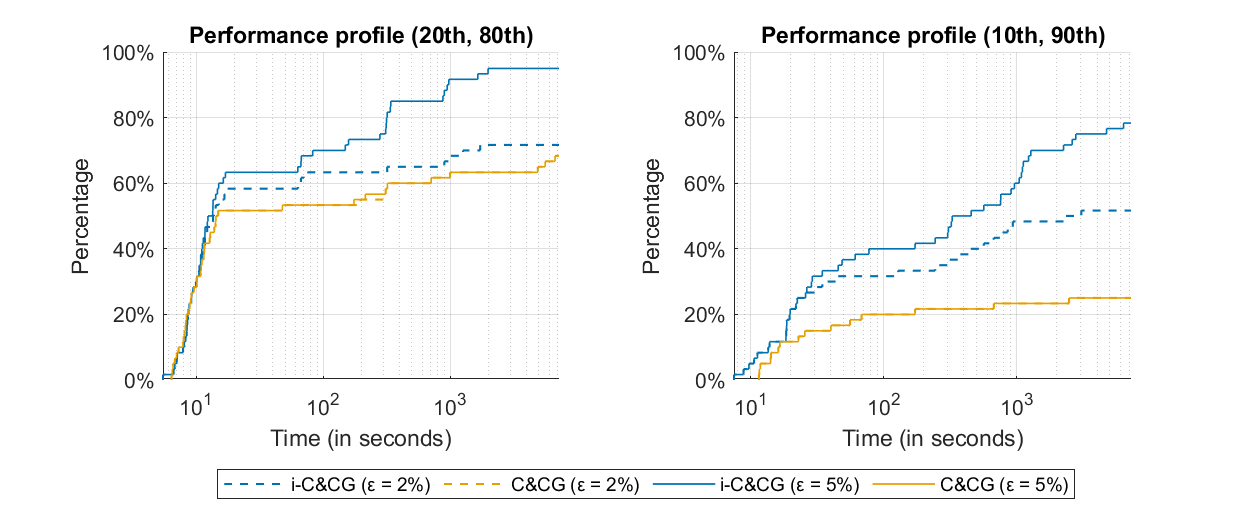 Performance profile (20th, 80th)
100%
80%
60%
40%
20%
0%
Percentage
10^1
10^2
10^3
Time (in seconds)
Performance profile (10th, 90th)
100%
80%
60%
40%
20%
0%
Percentage
10^1
10^2
10^3
Time (in seconds)
i-C&CG (ε = 2%) C&CG (ε = 2%) i-C&CG (ε = 5%) C&CG (ε = 5%)